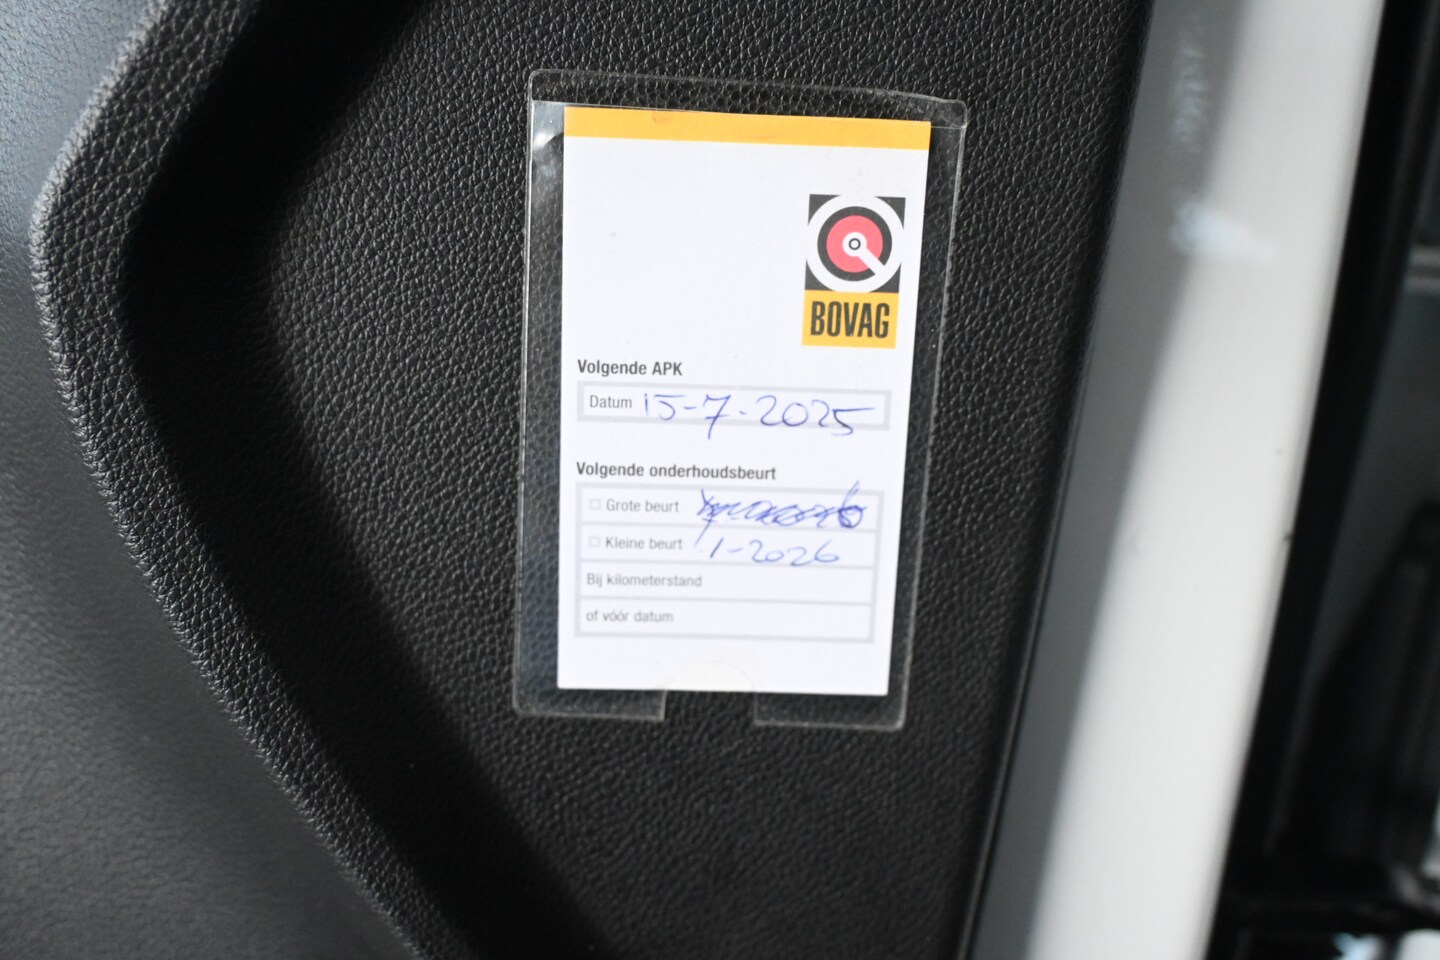 BOVAG
Volgende APK
Datum 15-7-2025
Volgende onderhoudsbeurt
Grote beurt
Kleine beurt 1-2026
Bij kilometerstand
of vóór datum